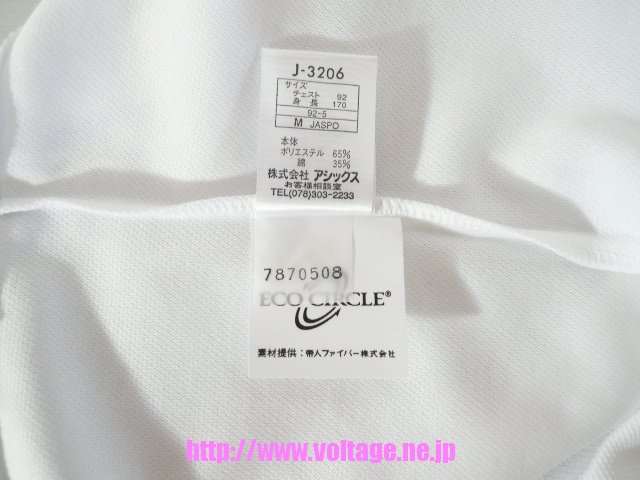 J-3206
サイズ
チェスト 92
身長 170
92-5
M JASPO
本体
ポリエステル 65%
綿 35%
株式会社 アシックス
お客様相談室
TEL(078)303-2233
7870508
ECO CIRCLE®
素材提供：帝人ファイバー株式会社
http://www.voltage.ne.jp